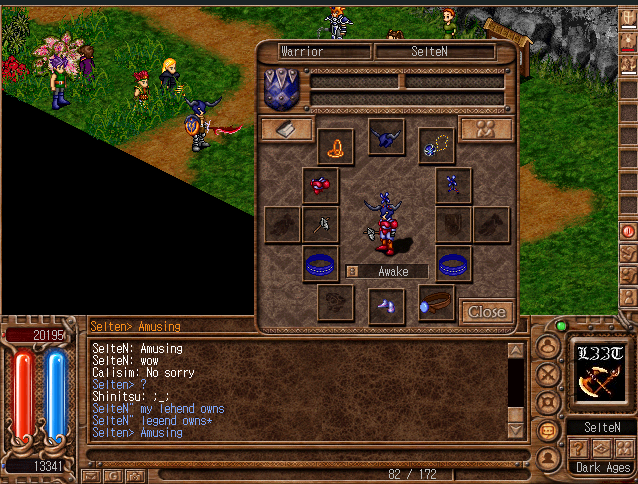 Warrior
SelteN
Awake
Close
20195
Selten> Amusing
SelteN: Amusing
SelteN: wow
Calisim: No sorry
Selten> ?
Shinitsu: ;_;
SelteN" my lehend owns
SelteN" legend owns*
Selten> Amusing
13341
82 / 172
L33T
SelteN
Dark Ages